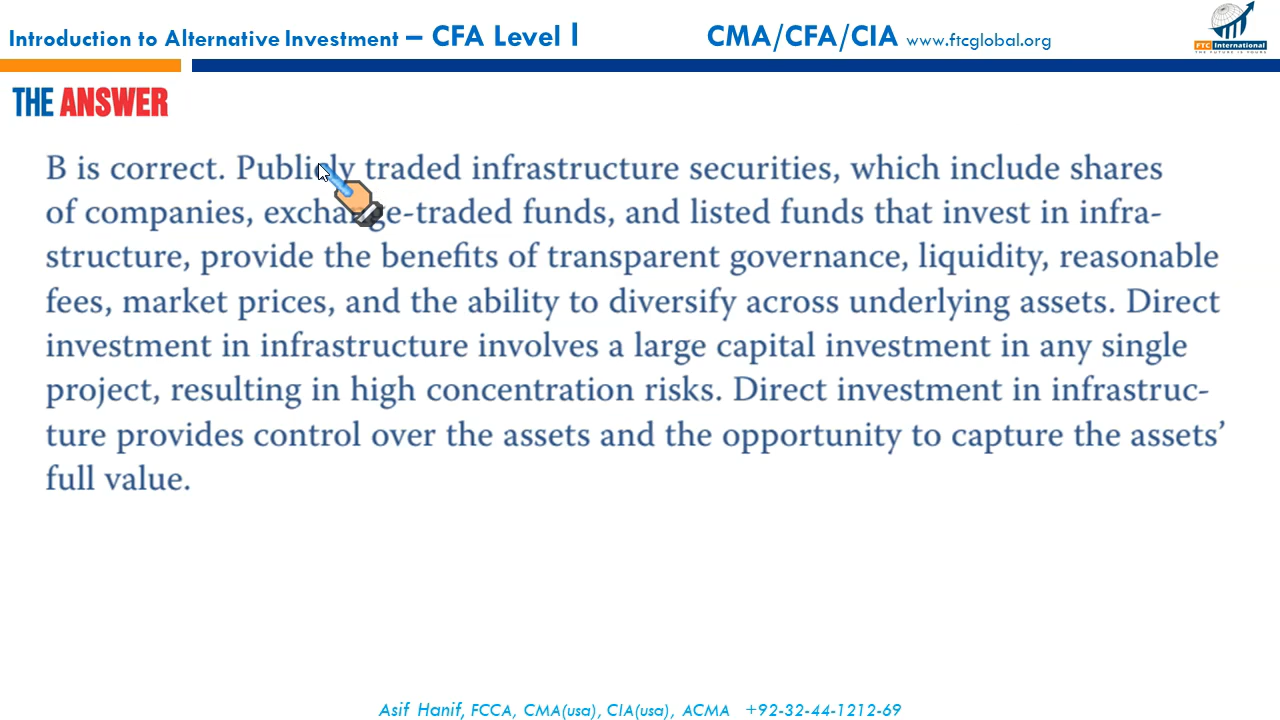 Introduction to Alternative Investment – CFA Level I CMA/CFA/CIA www.ftcglobal.org
FTC International
THE FUTURE IS YOURS
THE ANSWER
B is correct. Publicly traded infrastructure securities, which include shares
of companies, exchange-traded funds, and listed funds that invest in infra-
structure, provide the benefits of transparent governance, liquidity, reasonable
fees, market prices, and the ability to diversify across underlying assets. Direct
investment in infrastructure involves a large capital investment in any single
project, resulting in high concentration risks. Direct investment in infrastruc-
ture provides control over the assets and the opportunity to capture the assets’
full value.
Asif Hanif, FCCA, CMA(usa), CIA(usa), ACMA +92-32-44-1212-69